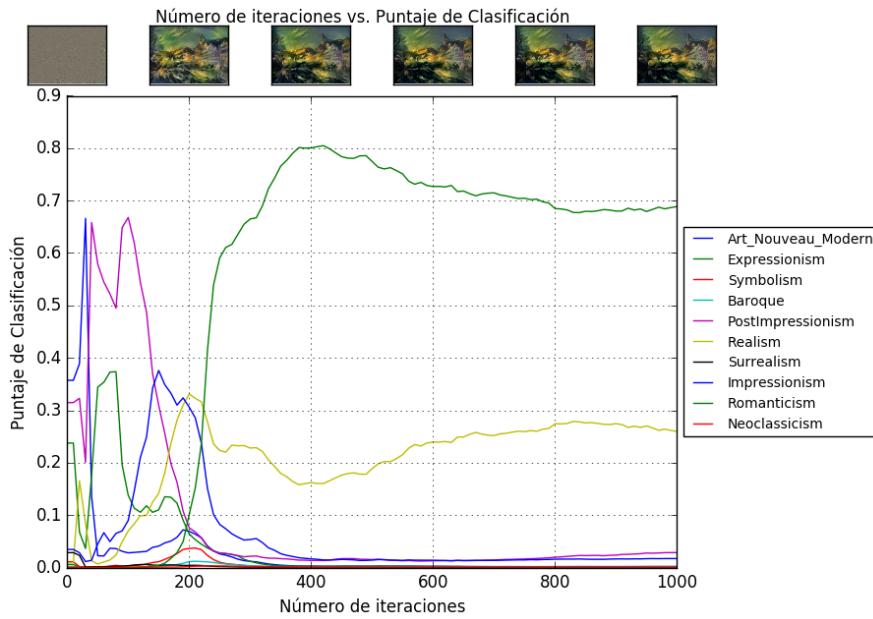 Número de iteraciones vs. Puntaje de Clasificación
0.9
0.8
0.7
0.6
0.5
0.4
0.3
0.2
0.1
0.0
Puntaje de Clasificación
0 200 400 600 800 1000
Número de iteraciones
Art_Nouveau_Modern
Expressionism
Symbolism
Baroque
PostImpressionism
Realism
Surrealism
Impressionism
Romanticism
Neoclassicism